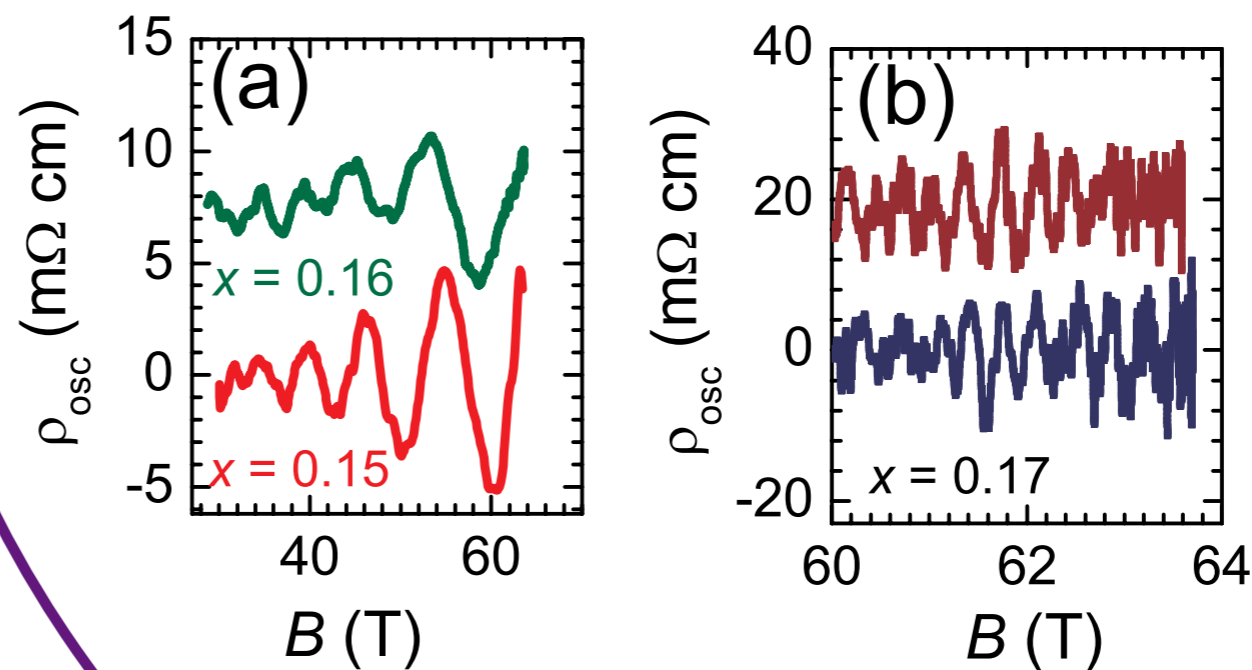 15
10
5
0
-5
ρosc (mΩ cm)
(a)
x = 0.16
x = 0.15
40
60
B (T)
40
20
0
-20
ρosc (mΩ cm)
(b)
x = 0.17
60
62
64
B (T)